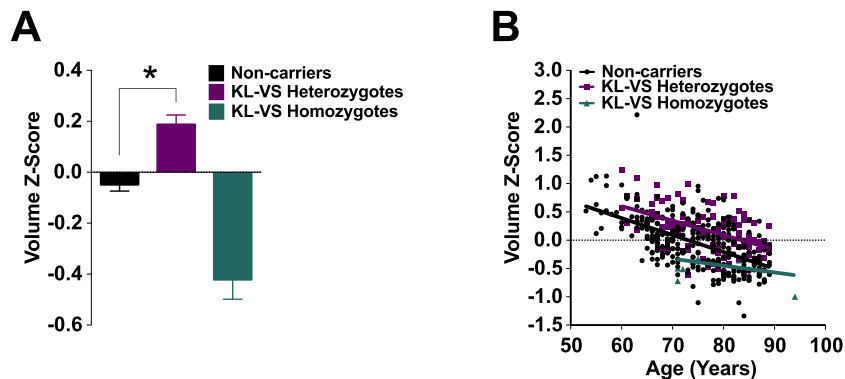 A
Volume Z-Score
0.4
0.2
0.0
-0.2
-0.4
-0.6
*
Non-carriers
KL-VS Heterozygotes
KL-VS Homozygotes
B
Volume Z-Score
3.0
2.5
2.0
1.5
1.0
0.5
0.0
-0.5
-1.0
-1.5
Non-carriers
KL-VS Heterozygotes
KL-VS Homozygotes
50 60 70 80 90 100
Age (Years)